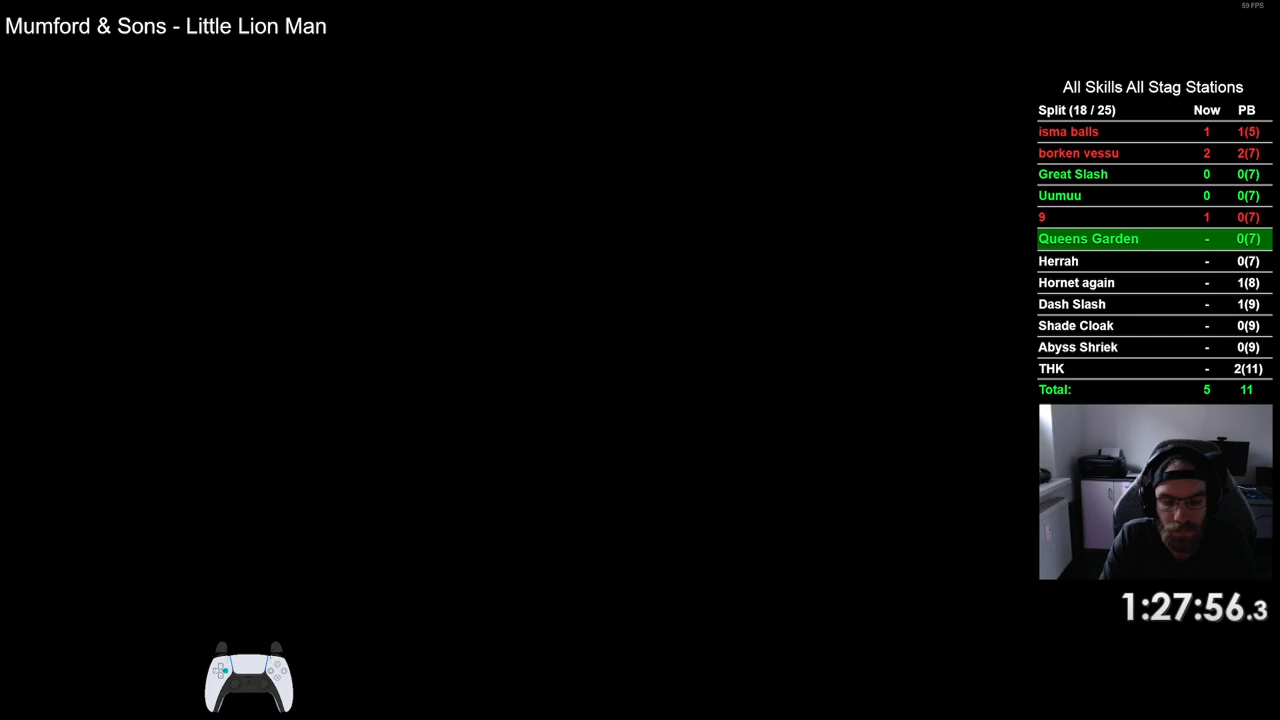 59 FPS
Mumford & Sons - Little Lion Man
All Skills All Stag Stations
Split (18 / 25) Now PB
isma balls 1 1(5)
borken vessu 2 2(7)
Great Slash 0 0(7)
Uumuu 0 0(7)
9 1 0(7)
Queens Garden - 0(7)
Herrah - 0(7)
Hornet again - 1(8)
Dash Slash - 1(9)
Shade Cloak - 0(9)
Abyss Shriek - 0(9)
THK - 2(11)
Total: 5 11
1:27:56.3